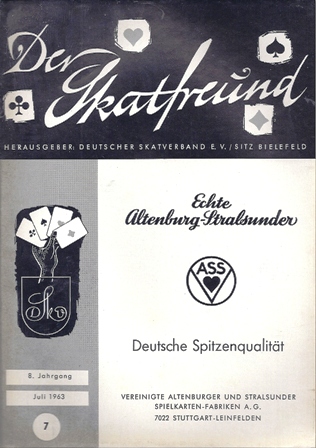 Der
Skatfreund
HERAUSGEBER: DEUTSCHER SKATVERBAND E. V. / SITZ BIELEFELD
Echte
Altenburg-Stralsunder
ASS
DSkV
Deutsche Spitzenqualität
8. Jahrgang
Juli 1963
7
VEREINIGTE ALTENBURGER UND STRALSUNDER
SPIELKARTEN-FABRIKEN A. G.
7022 STUTTGART-LEINFELDEN